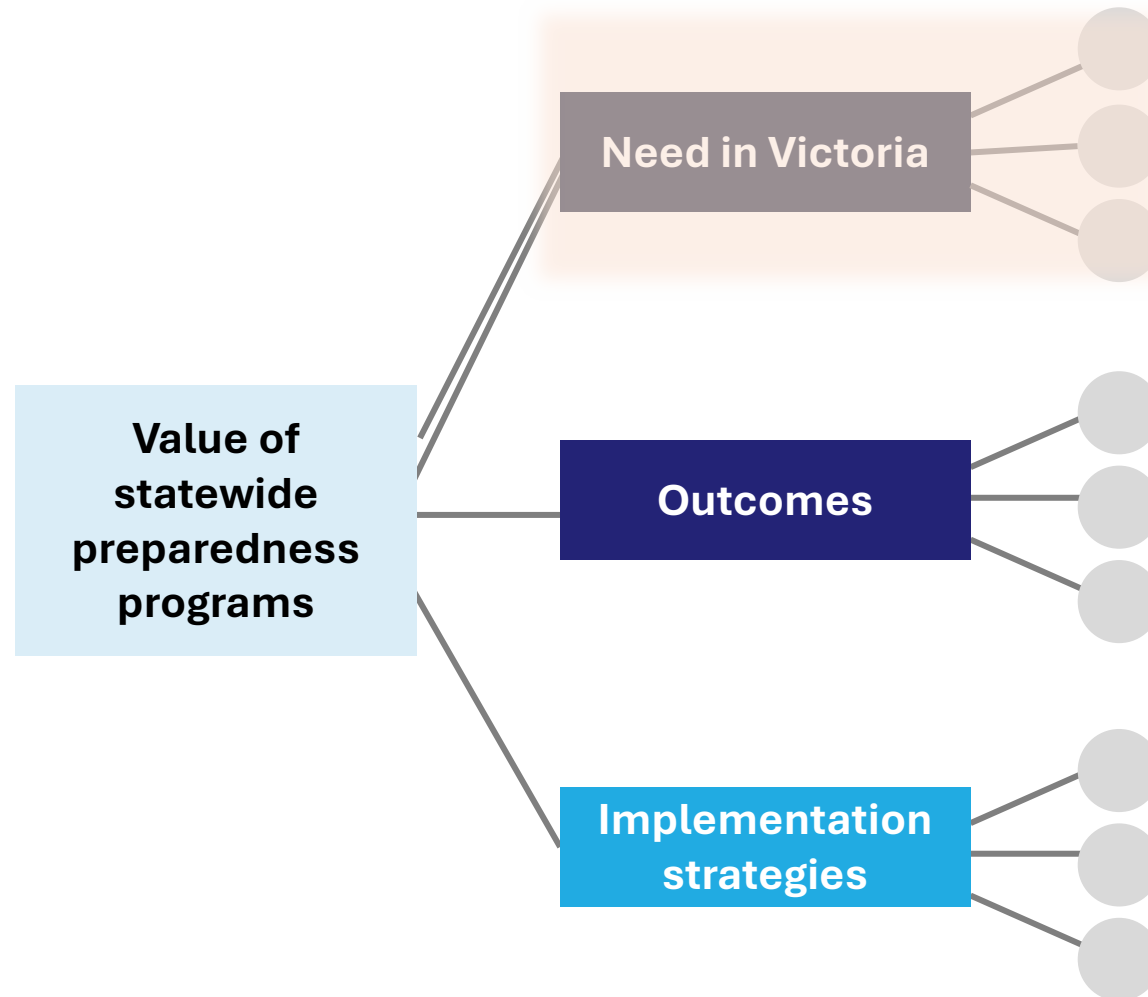 Need in Victoria
Value of
statewide
preparedness
programs
Outcomes
Implementation
strategies